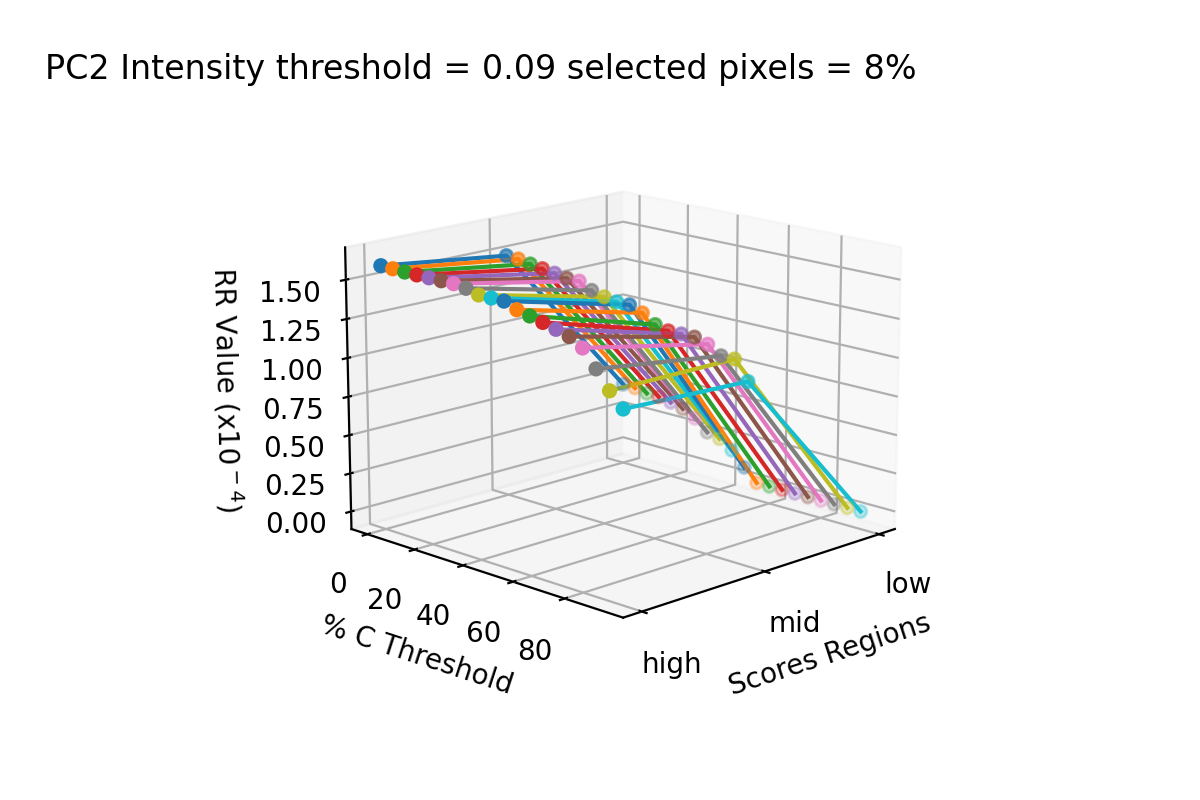 PC2 Intensity threshold = 0.09 selected pixels = 8%
RR Value (x10⁻⁴)
1.50
1.25
1.00
0.75
0.50
0.25
0.00
0
20
40
60
80
% C Threshold
high
mid
low
Scores Regions